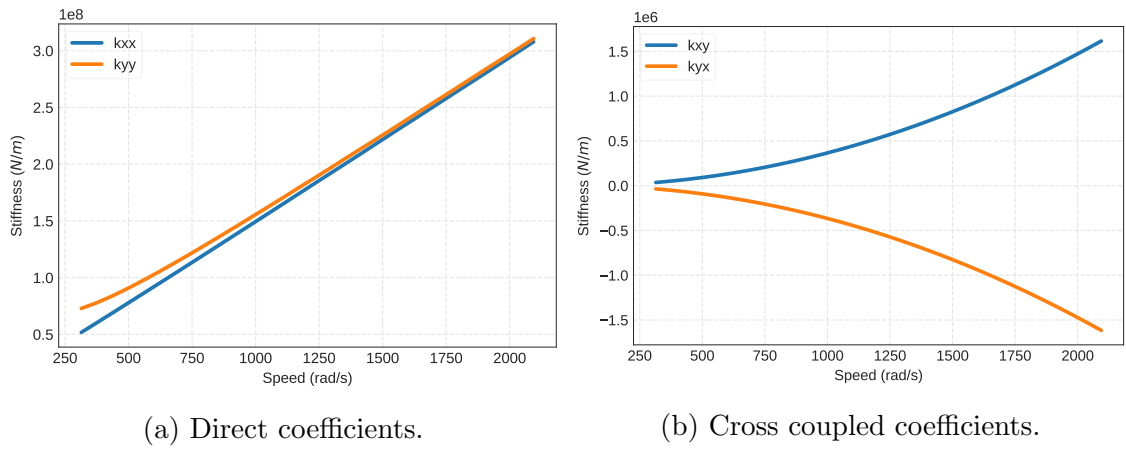 1e8
kxx
kyy
3.0
2.5
2.0
1.5
1.0
0.5
Stiffness (N/m)
250 500 750 1000 1250 1500 1750 2000
Speed (rad/s)
(a) Direct coefficients.
1e6
kxy
kyx
1.5
1.0
0.5
0.0
−0.5
−1.0
−1.5
Stiffness (N/m)
250 500 750 1000 1250 1500 1750 2000
Speed (rad/s)
(b) Cross coupled coefficients.